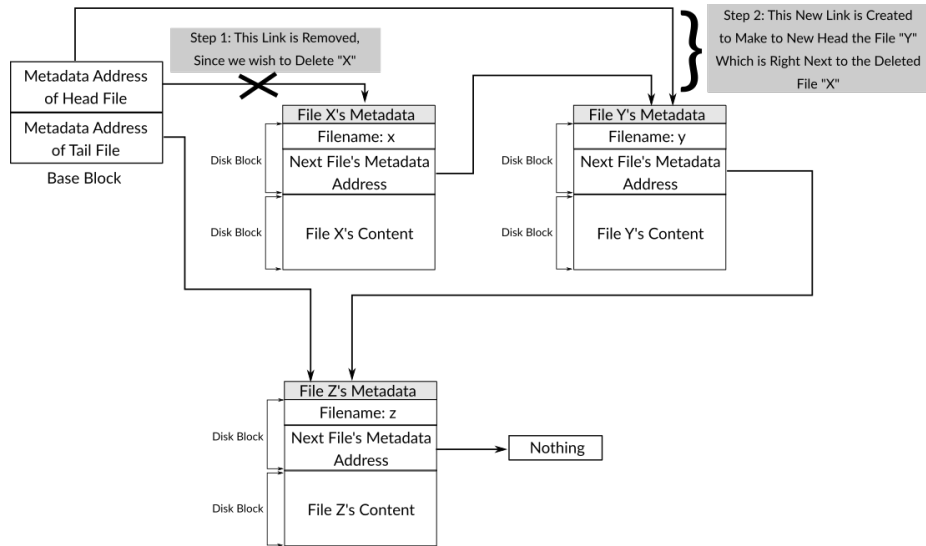 Step 1: This Link is Removed,
Since we wish to Delete "X"
Step 2: This New Link is Created
to Make to New Head the File "Y"
Which is Right Next to the Deleted
File "X"
Metadata Address
of Head File
Metadata Address
of Tail File
Base Block
File X's Metadata
Filename: x
Next File's Metadata
Address
File X's Content
Disk Block
Disk Block
File Y's Metadata
Filename: y
Next File's Metadata
Address
File Y's Content
Disk Block
Disk Block
File Z's Metadata
Filename: z
Next File's Metadata
Address
File Z's Content
Disk Block
Disk Block
Nothing